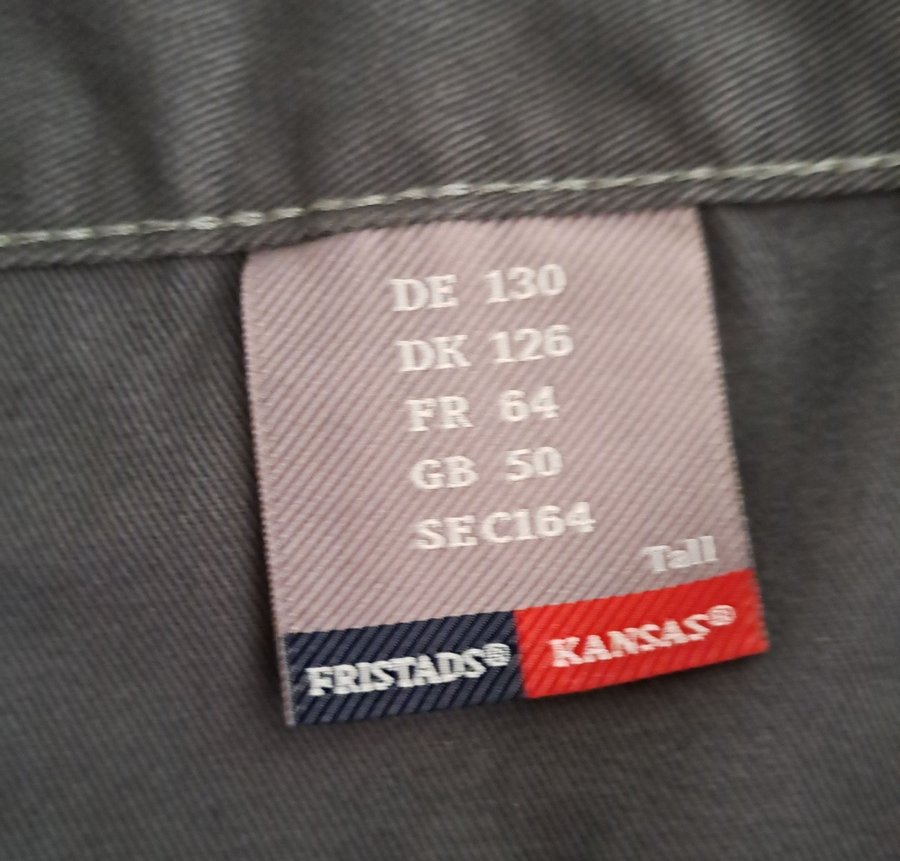 DE 130
DK 126
FR 64
GB 50
SE C164
Tall
FRISTADS® KANSAS®